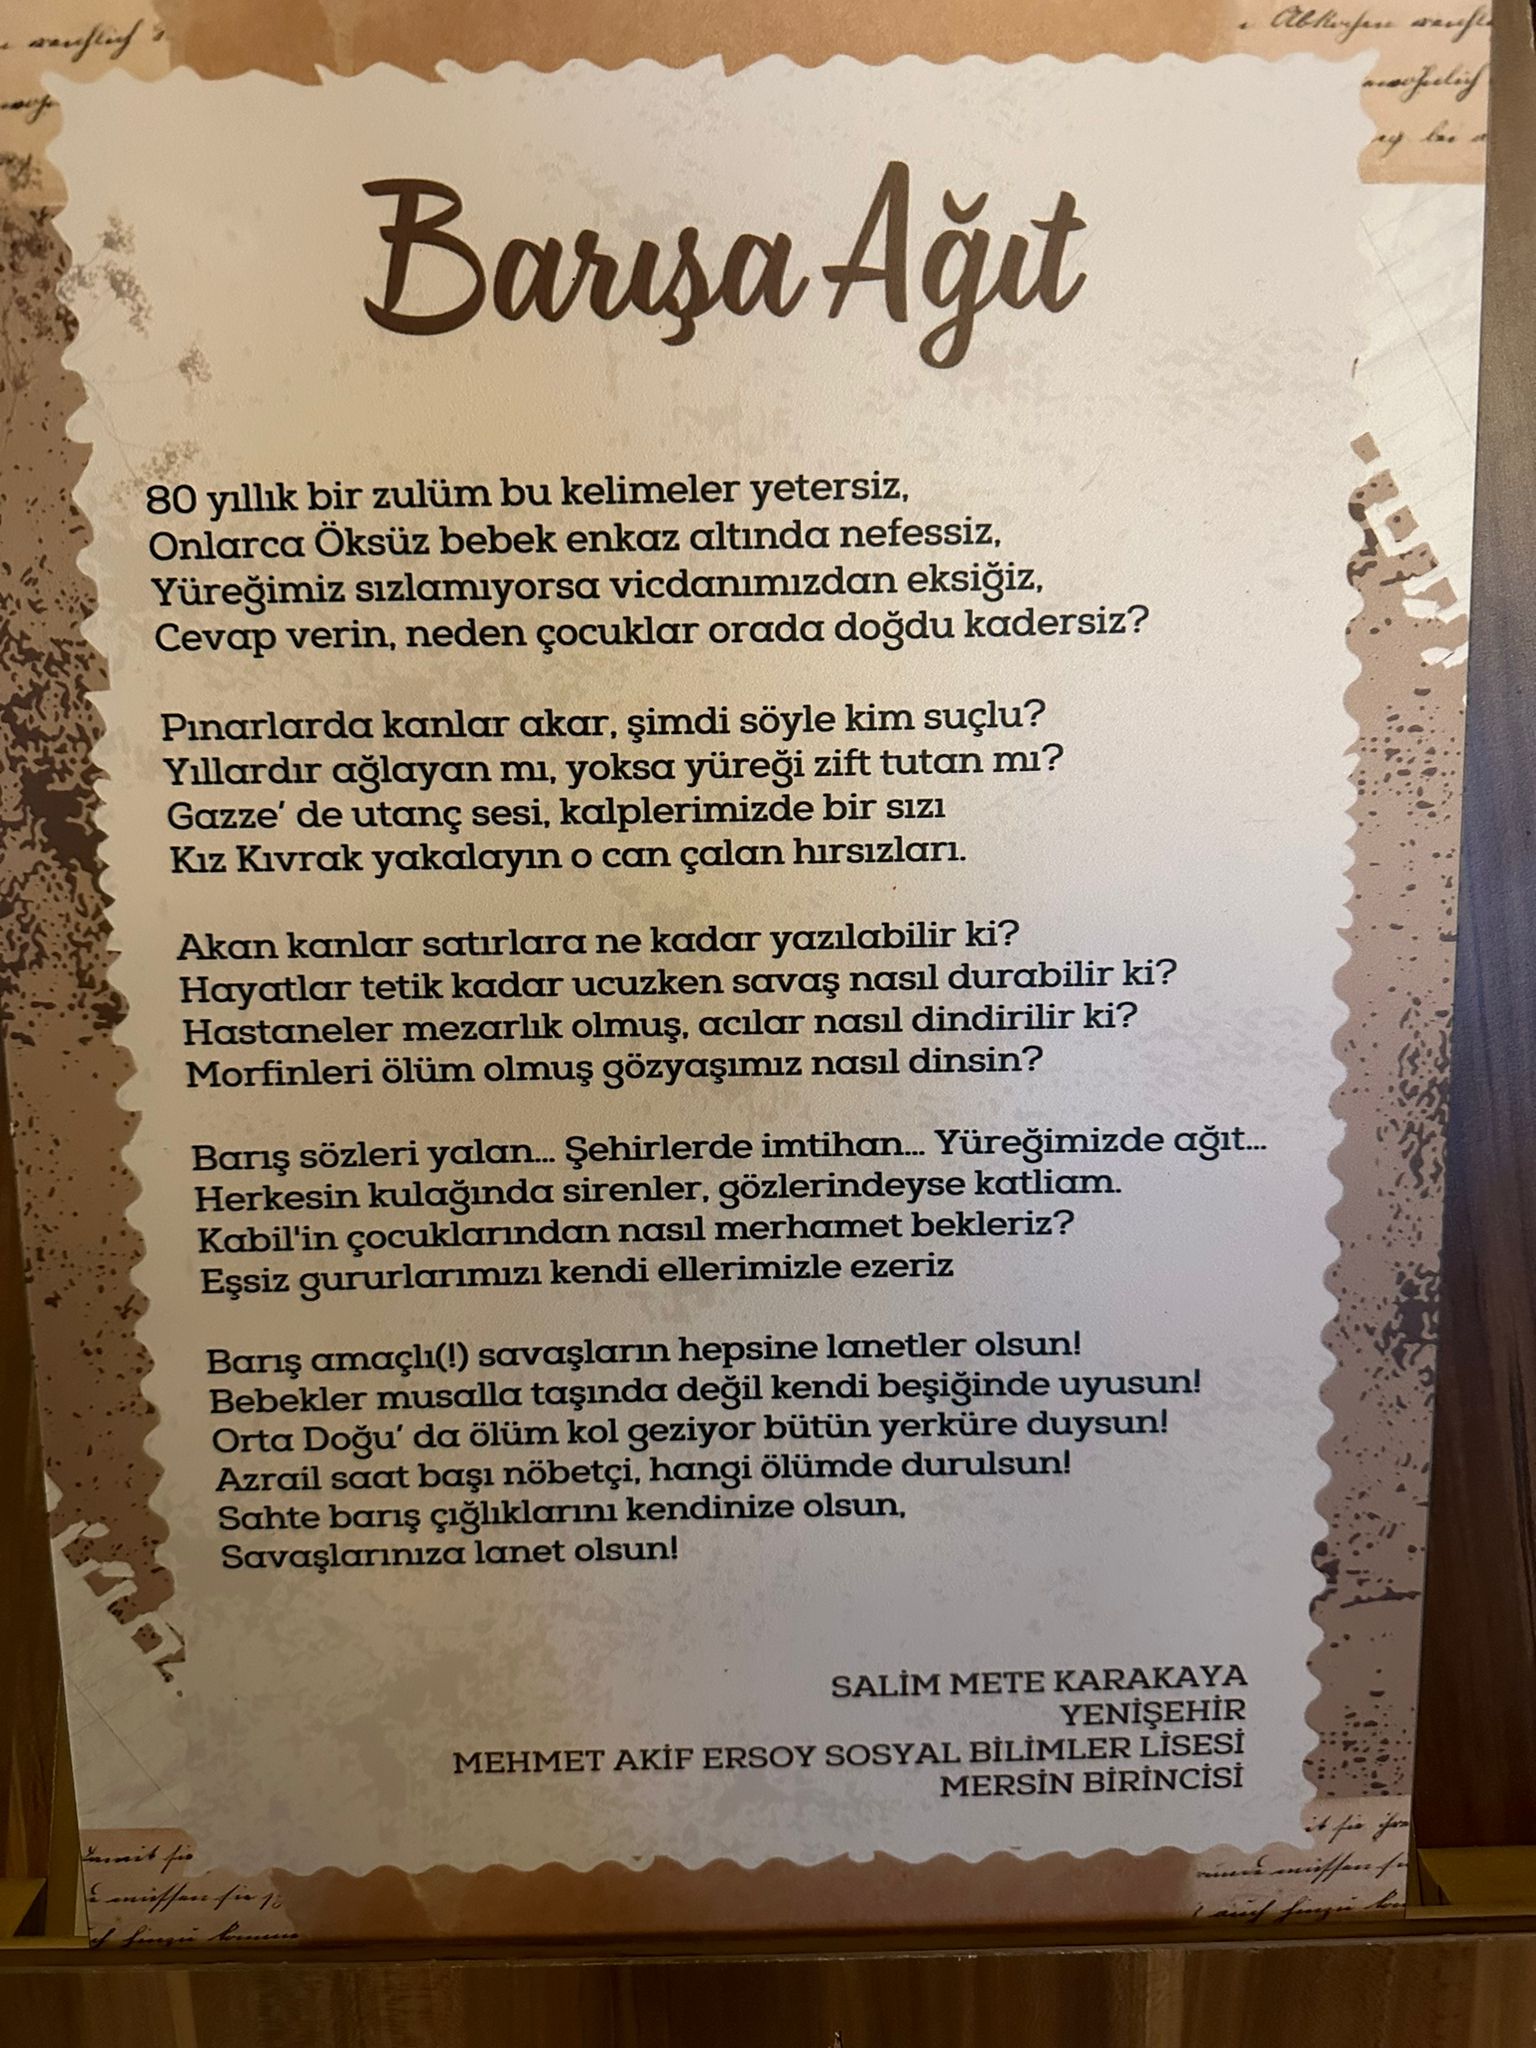 Barışa Ağıt
80 yıllık bir zulüm bu kelimeler yetersiz,
Onlarca Öksüz bebek enkaz altında nefessiz,
Yüreğimiz sızlamıyorsa vicdanımızdan eksiğiz,
Cevap verin, neden çocuklar orada doğdu kadersiz?
Pınarlarda kanlar akar, şimdi söyle kim suçlu?
Yıllardır ağlayan mı, yoksa yüreği zift tutan mı?
Gazze’ de utanç sesi, kalplerimizde bir sızı
Kız Kıvrak yakalayın o can çalan hırsızları.
Akan kanlar satırlara ne kadar yazılabilir ki?
Hayatlar tetik kadar ucuzken savaş nasıl durabilir ki?
Hastaneler mezarlık olmuş, acılar nasıl dindirilir ki?
Morfinleri ölüm olmuş gözyaşımız nasıl dinsin?
Barış sözleri yalan... Şehirlerde imtihan... Yüreğimizde ağıt...
Herkesin kulağında sirenler, gözlerindeyse katliam.
Kabil'in çocuklarından nasıl merhamet bekleriz?
Eşsiz gururlarımızı kendi ellerimizle ezeriz
Barış amaçlı(!) savaşların hepsine lanetler olsun!
Bebekler musalla taşında değil kendi beşiğinde uyusun!
Orta Doğu’ da ölüm kol geziyor bütün yerküre duysun!
Azrail saat başı nöbetçi, hangi ölümde durulsun!
Sahte barış çığlıklarını kendinize olsun,
Savaşlarınıza lanet olsun!
SALİM METE KARAKAYA
YENİŞEHİR
MEHMET AKİF ERSOY SOSYAL BİLİMLER LİSESİ
MERSİN BİRİNCİSİ